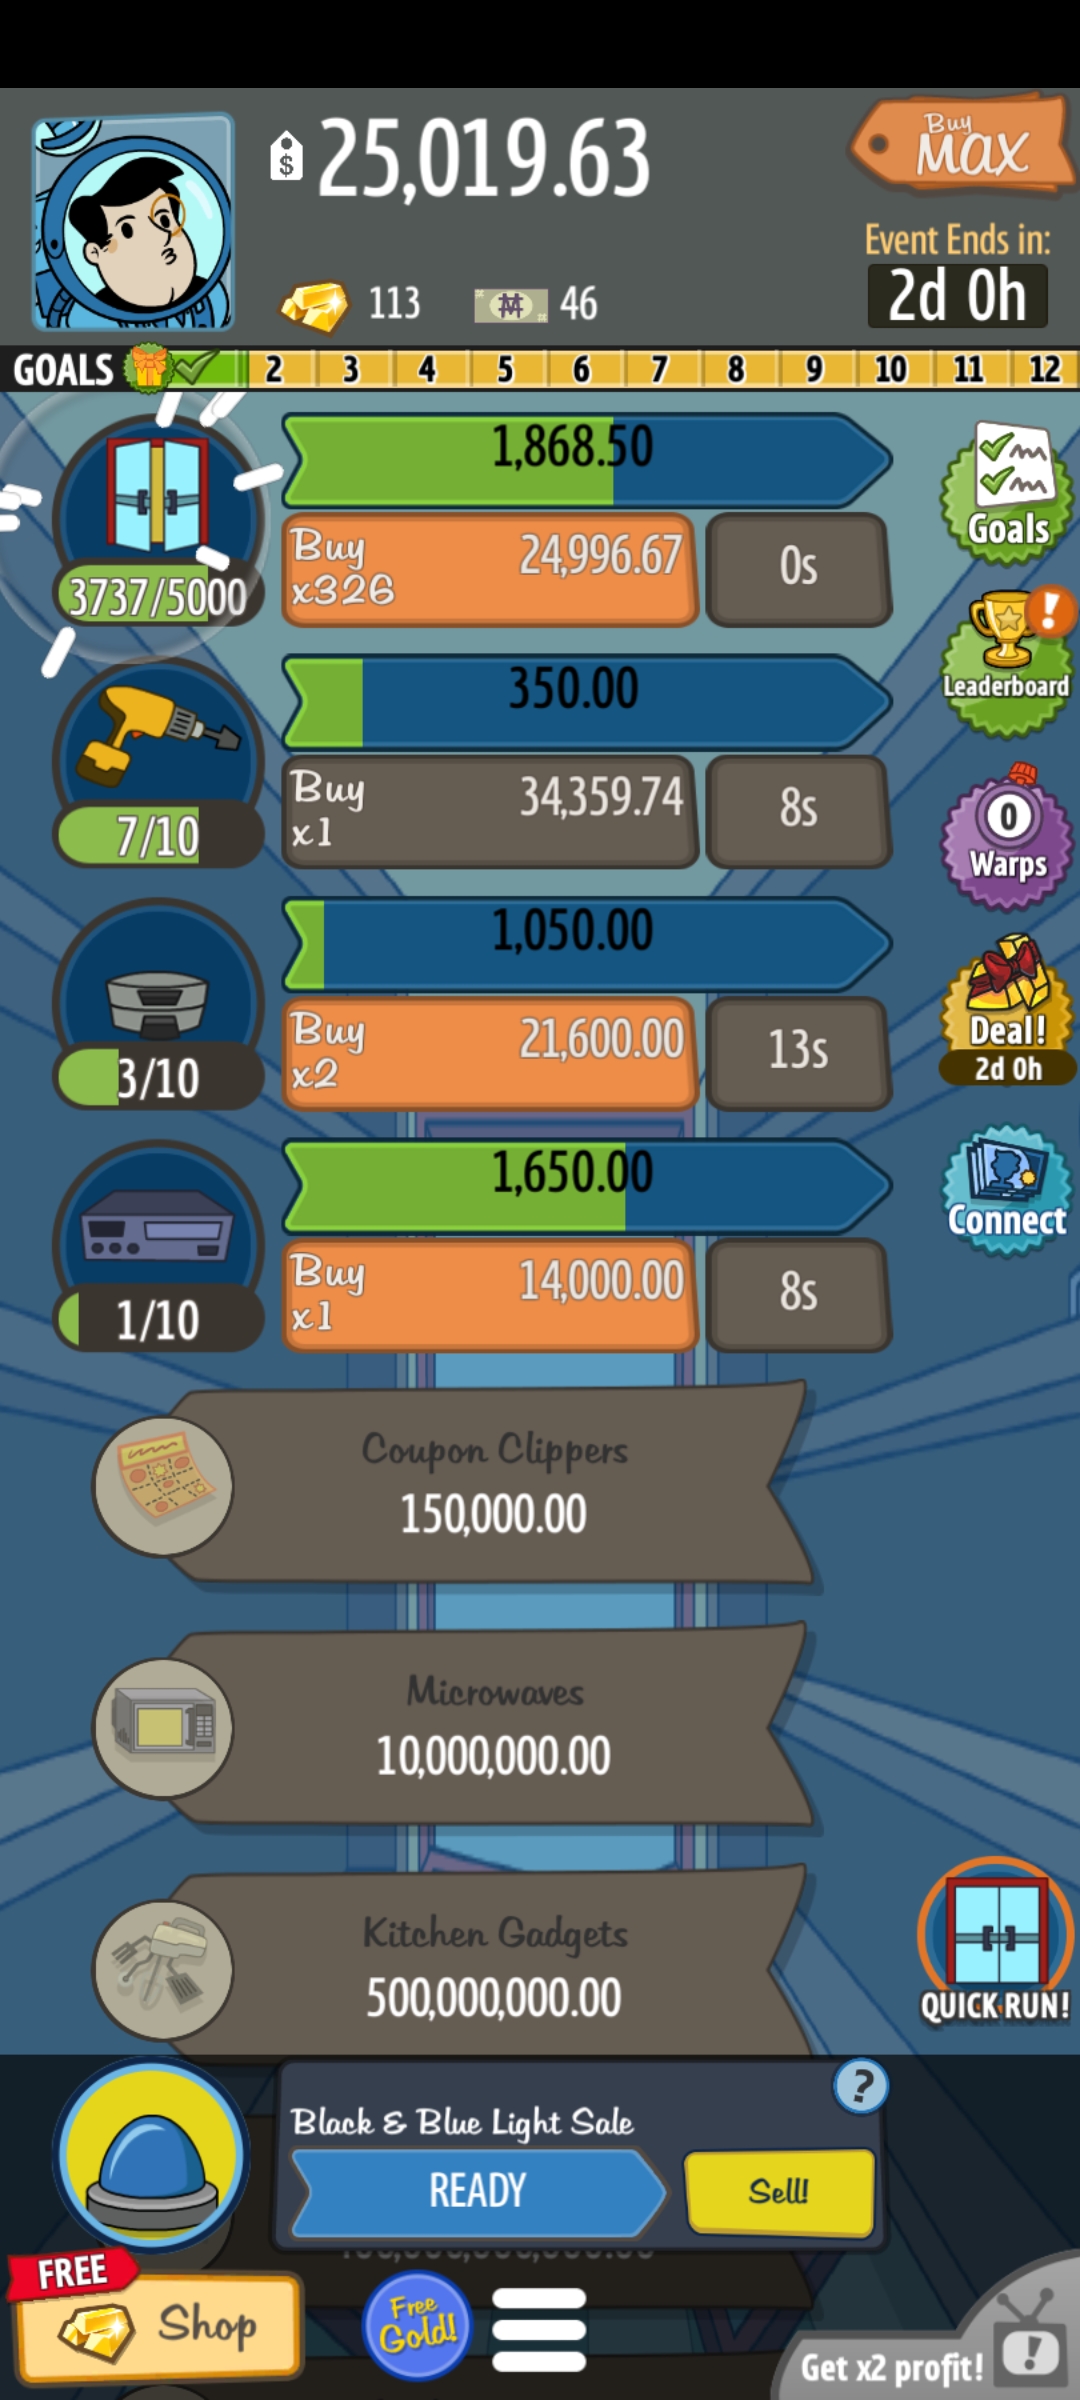 $ 25,019.63
Buy
MAX
Event Ends in:
2d 0h
113
46
GOALS 2 3 4 5 6 7 8 9 10 11 12
1,868.50
Buy 24,996.67
x326
0s
3737/5000
Goals
350.00
Buy 34,359.74
x1
8s
7/10
Leaderboard
!
1,050.00
Buy 21,600.00
x2
13s
3/10
0
Warps
1,650.00
Buy 14,000.00
x1
8s
1/10
Deal!
2d 0h
Connect
Coupon Clippers
150,000.00
Microwaves
10,000,000.00
Kitchen Gadgets
500,000,000.00
QUICK RUN!
Black & Blue Light Sale
?
READY
Sell!
FREE
Shop
Free
Gold!
Get x2 profit!
!